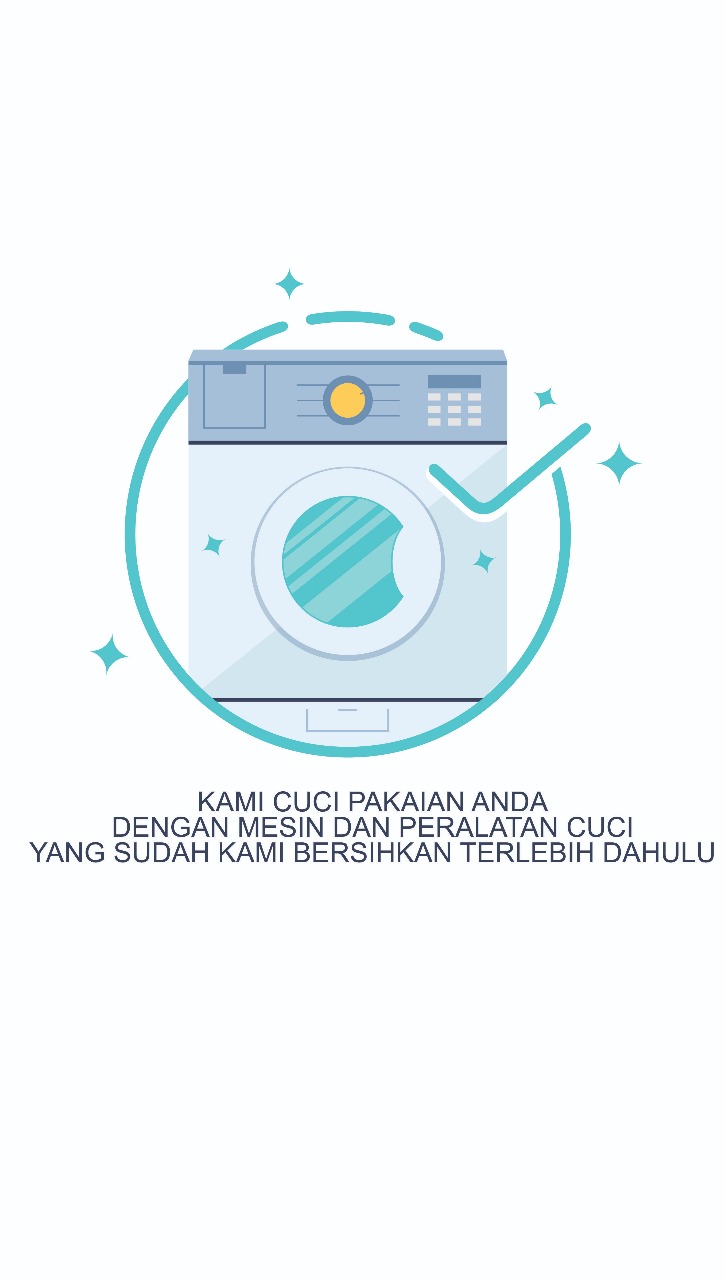 KAMI CUCI PAKAIAN ANDA
DENGAN MESIN DAN PERALATAN CUCI
YANG SUDAH KAMI BERSIHKAN TERLEBIH DAHULU